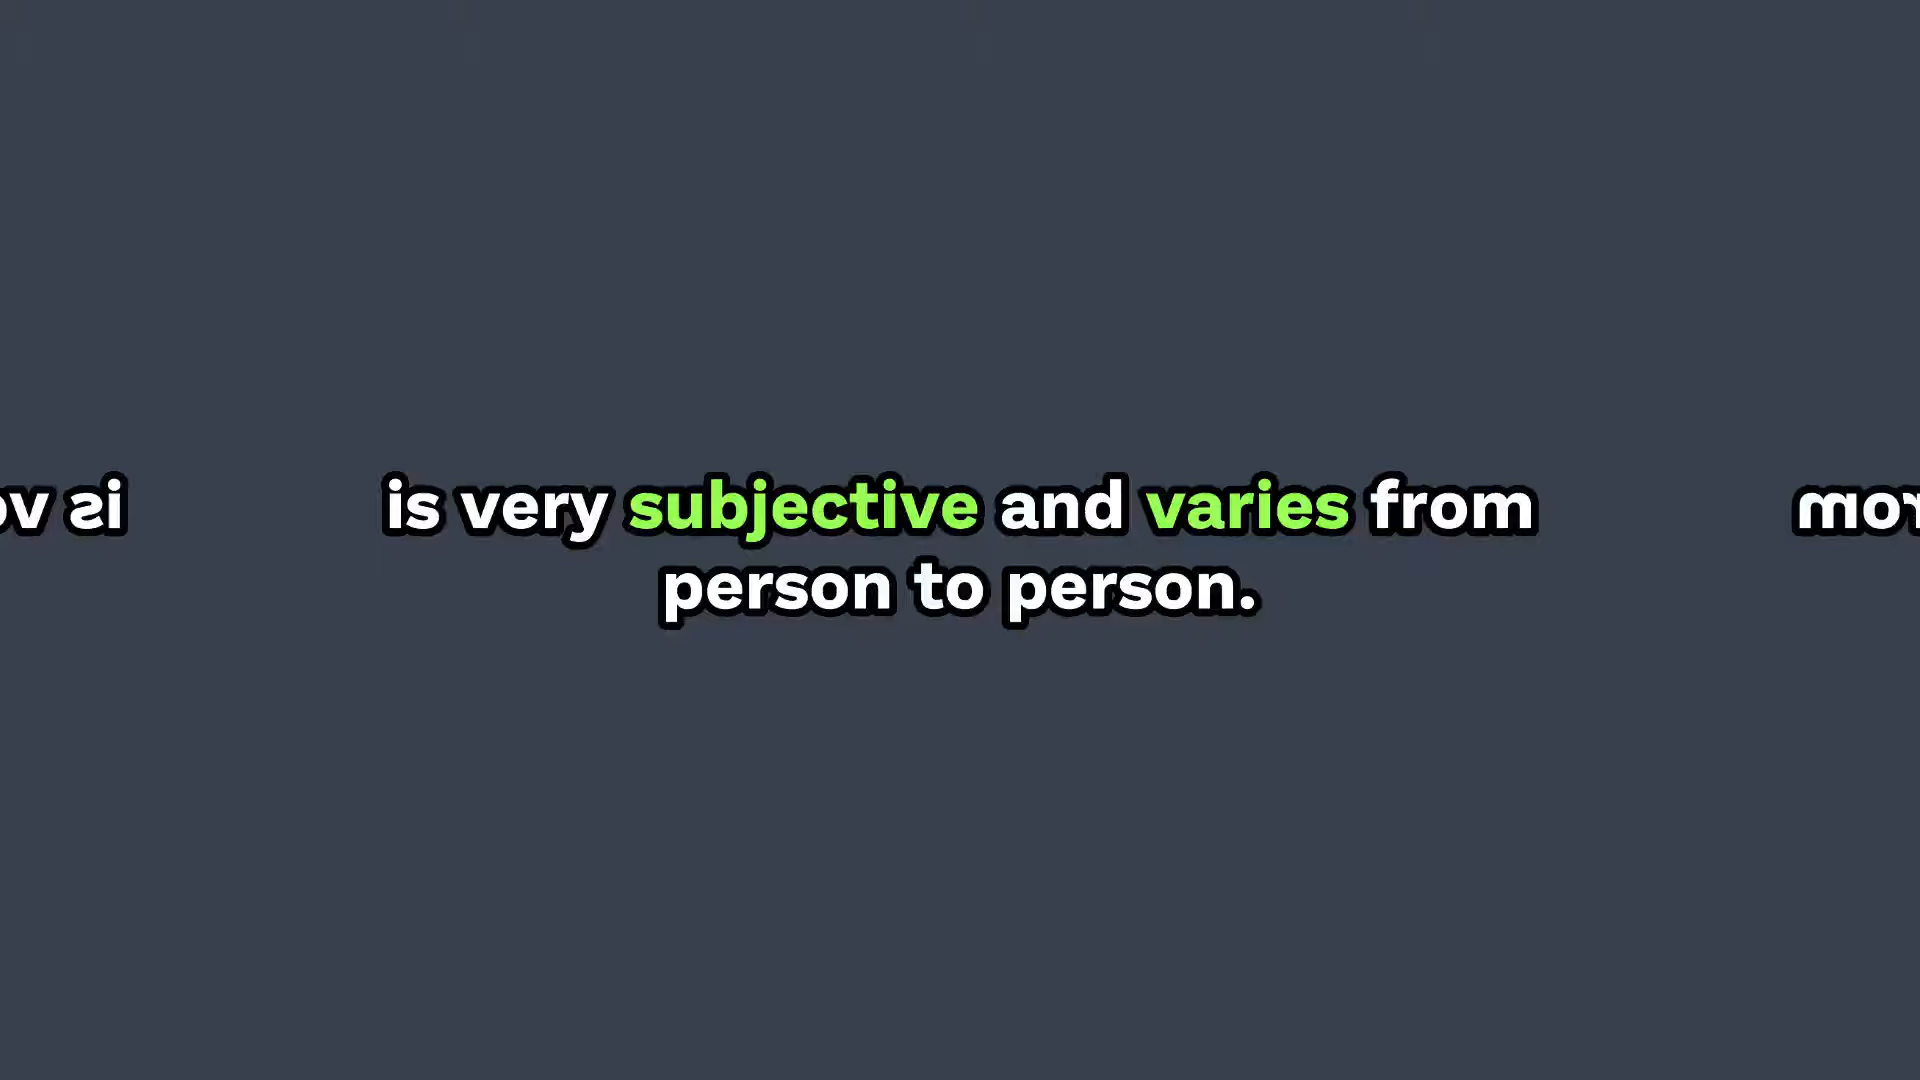 is very subjective and varies from
person to person.